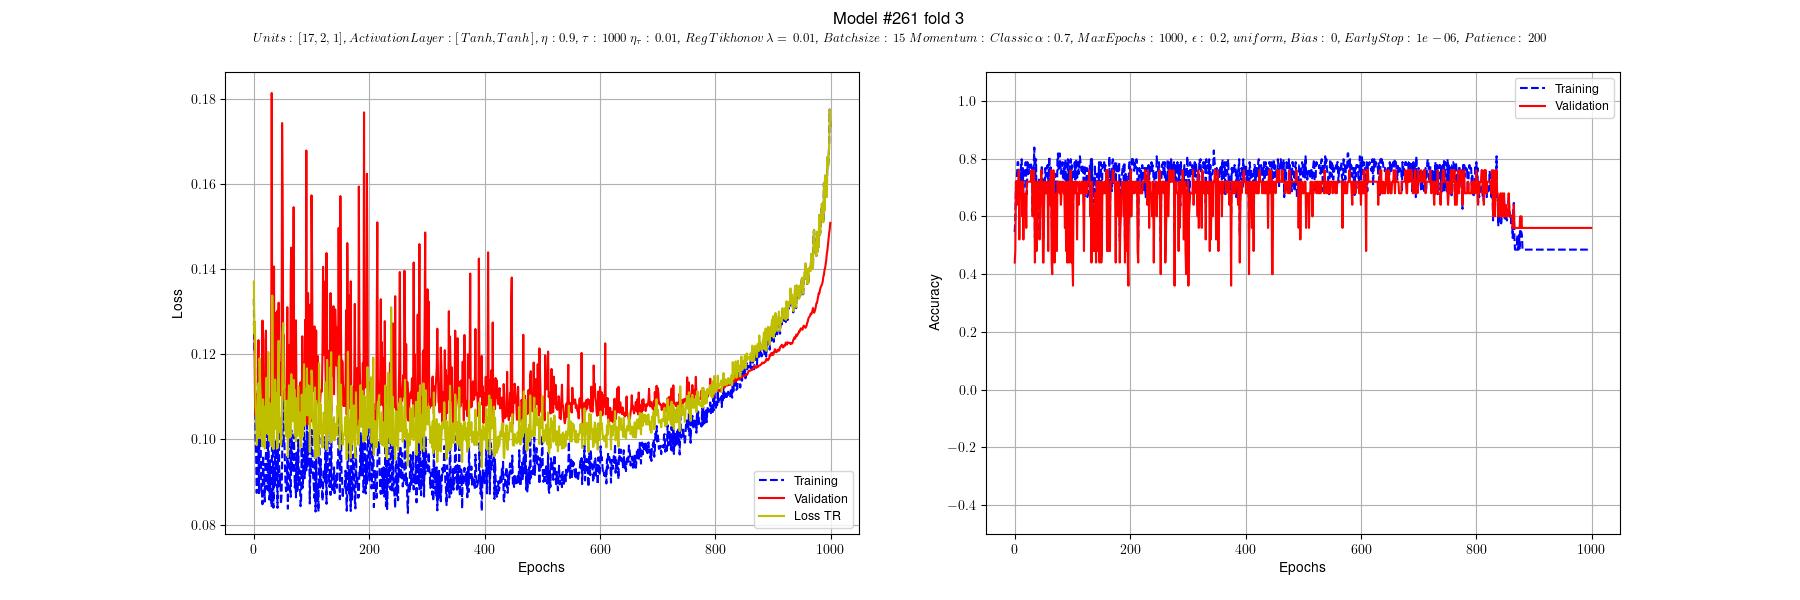 Model #261 fold 3
Units : [17, 2, 1], ActivationLayer : [Tanh, Tanh], η : 0.9, τ : 1000 ητ : 0.01, RegTikhonov λ = 0.01, Batchsize : 15 Momentum : Classic α : 0.7, MaxEpochs : 1000, ϵ : 0.2, uniform, Bias : 0, EarlyStop : 1e − 06, Patience : 200
0.18
0.16
0.14
0.12
0.10
0.08
Loss
0 200 400 600 800 1000
Epochs
Training
Validation
Loss TR
1.0
0.8
0.6
0.4
0.2
0.0
−0.2
−0.4
Accuracy
0 200 400 600 800 1000
Epochs
Training
Validation